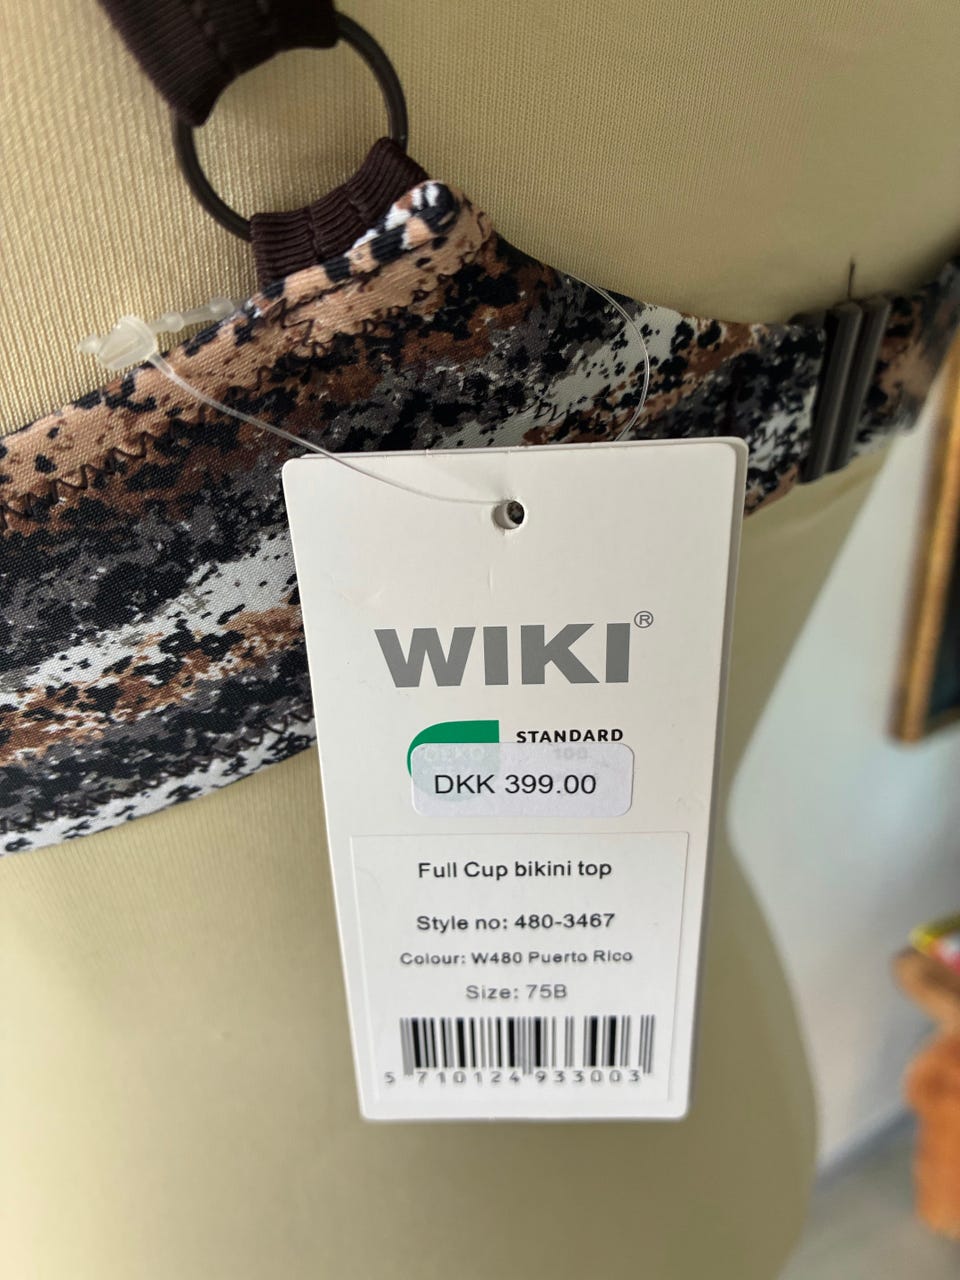 WIKI®
STANDARD
100
DKK 399.00
Full Cup bikini top
Style no: 480-3467
Colour: W480 Puerto Rico
Size: 75B
5 710124 933003